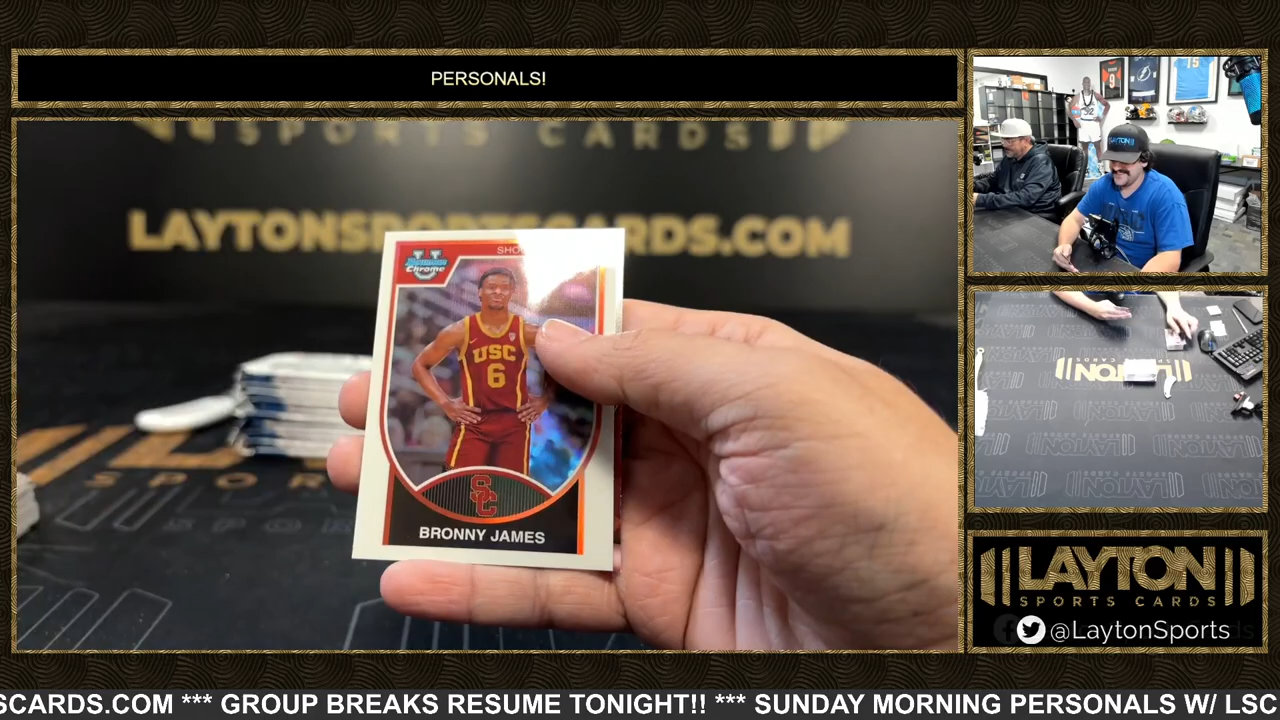 PERSONALS!
SPORTS CARDS
LAYTONSPORTSCARDS.COM
U
Bowman
Chrome
USC
6
SC
BRONNY JAMES
LAYTON
SPORTS CARDS
@LaytonSports
SCARDS.COM *** GROUP BREAKS RESUME TONIGHT!! *** SUNDAY MORNING PERSONALS W/ LSC